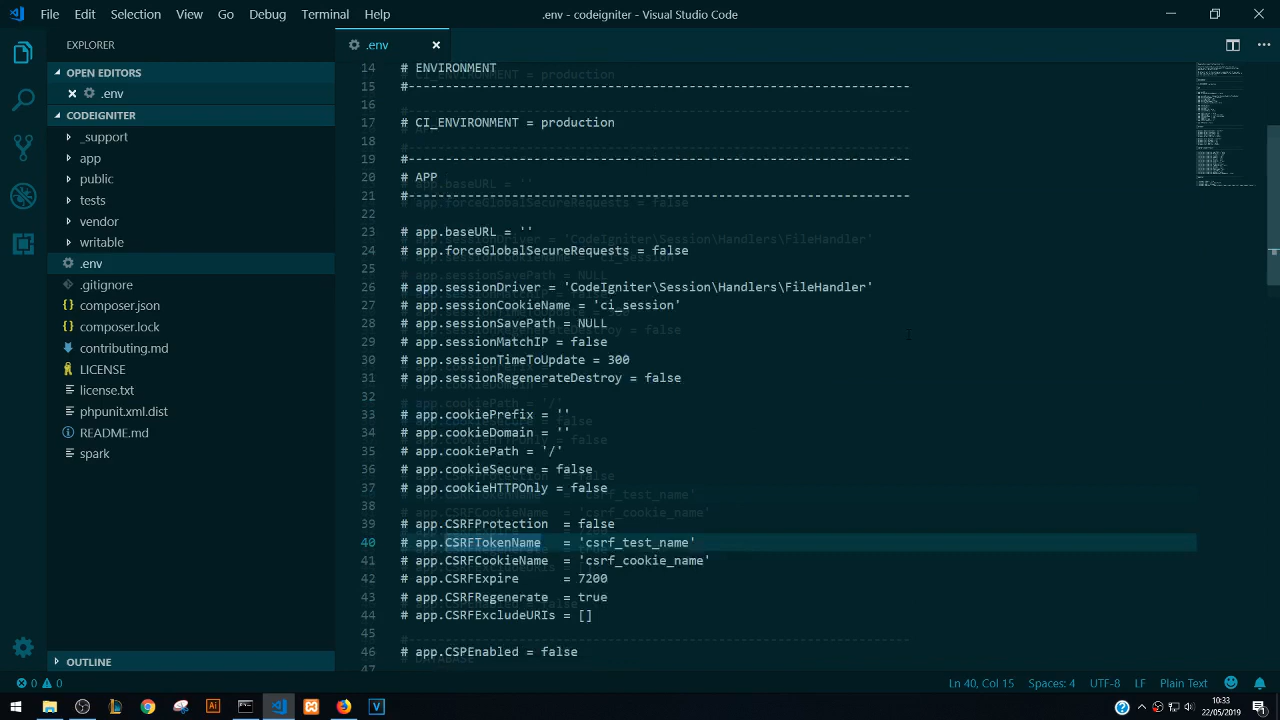 File Edit Selection View Go Debug Terminal Help
.env - codeigniter - Visual Studio Code
EXPLORER
OPEN EDITORS
.env
CODEIGNITER
_support
app
public
tests
vendor
writable
.env
.gitignore
composer.json
composer.lock
contributing.md
LICENSE
license.txt
phpunit.xml.dist
README.md
spark
OUTLINE
.env
14 # ENVIRONMENT
15 #--------------------------------------------------------------------
16
17 # CI_ENVIRONMENT = production
18
19 #--------------------------------------------------------------------
20 # APP
21 #--------------------------------------------------------------------
22
23 # app.baseURL = ''
24 # app.forceGlobalSecureRequests = false
25
26 # app.sessionDriver = 'CodeIgniter\Session\Handlers\FileHandler'
27 # app.sessionCookieName = 'ci_session'
28 # app.sessionSavePath = NULL
29 # app.sessionMatchIP = false
30 # app.sessionTimeToUpdate = 300
31 # app.sessionRegenerateDestroy = false
32
33 # app.cookiePrefix = ''
34 # app.cookieDomain = ''
35 # app.cookiePath = '/'
36 # app.cookieSecure = false
37 # app.cookieHTTPOnly = false
38
39 # app.CSRFProtection  = false
40 # app.CSRFTokenName   = 'csrf_test_name'
41 # app.CSRFCookieName  = 'csrf_cookie_name'
42 # app.CSRFExpire      = 7200
43 # app.CSRFRegenerate  = true
44 # app.CSRFExcludeURIs = []
45
46 # app.CSPEnabled = false
47
0 0
Ln 40, Col 15 Spaces: 4 UTF-8 LF Plain Text
10:33
22/05/2019